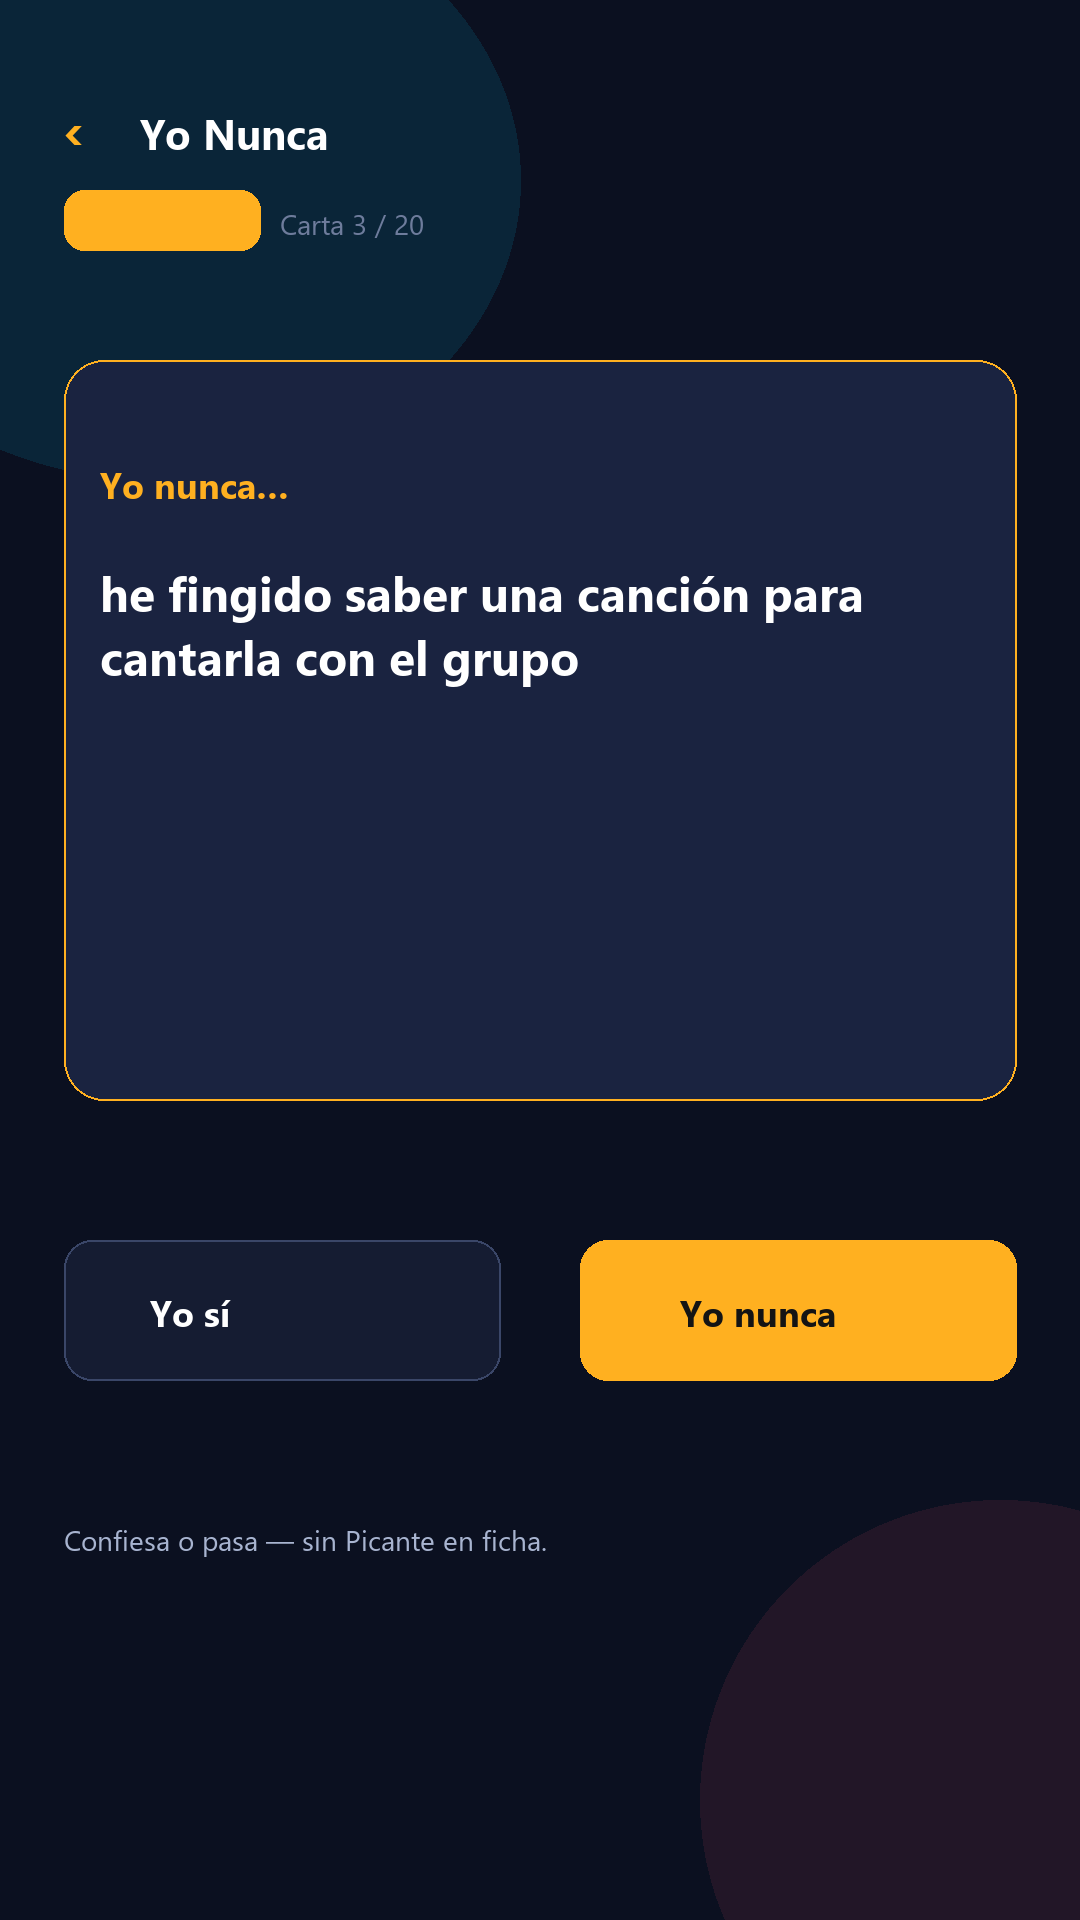 ‹ Yo Nunca
Carta 3 / 20
Yo nunca…
he fingido saber una canción para
cantarla con el grupo
Yo sí
Yo nunca
Confiesa o pasa — sin Picante en ficha.